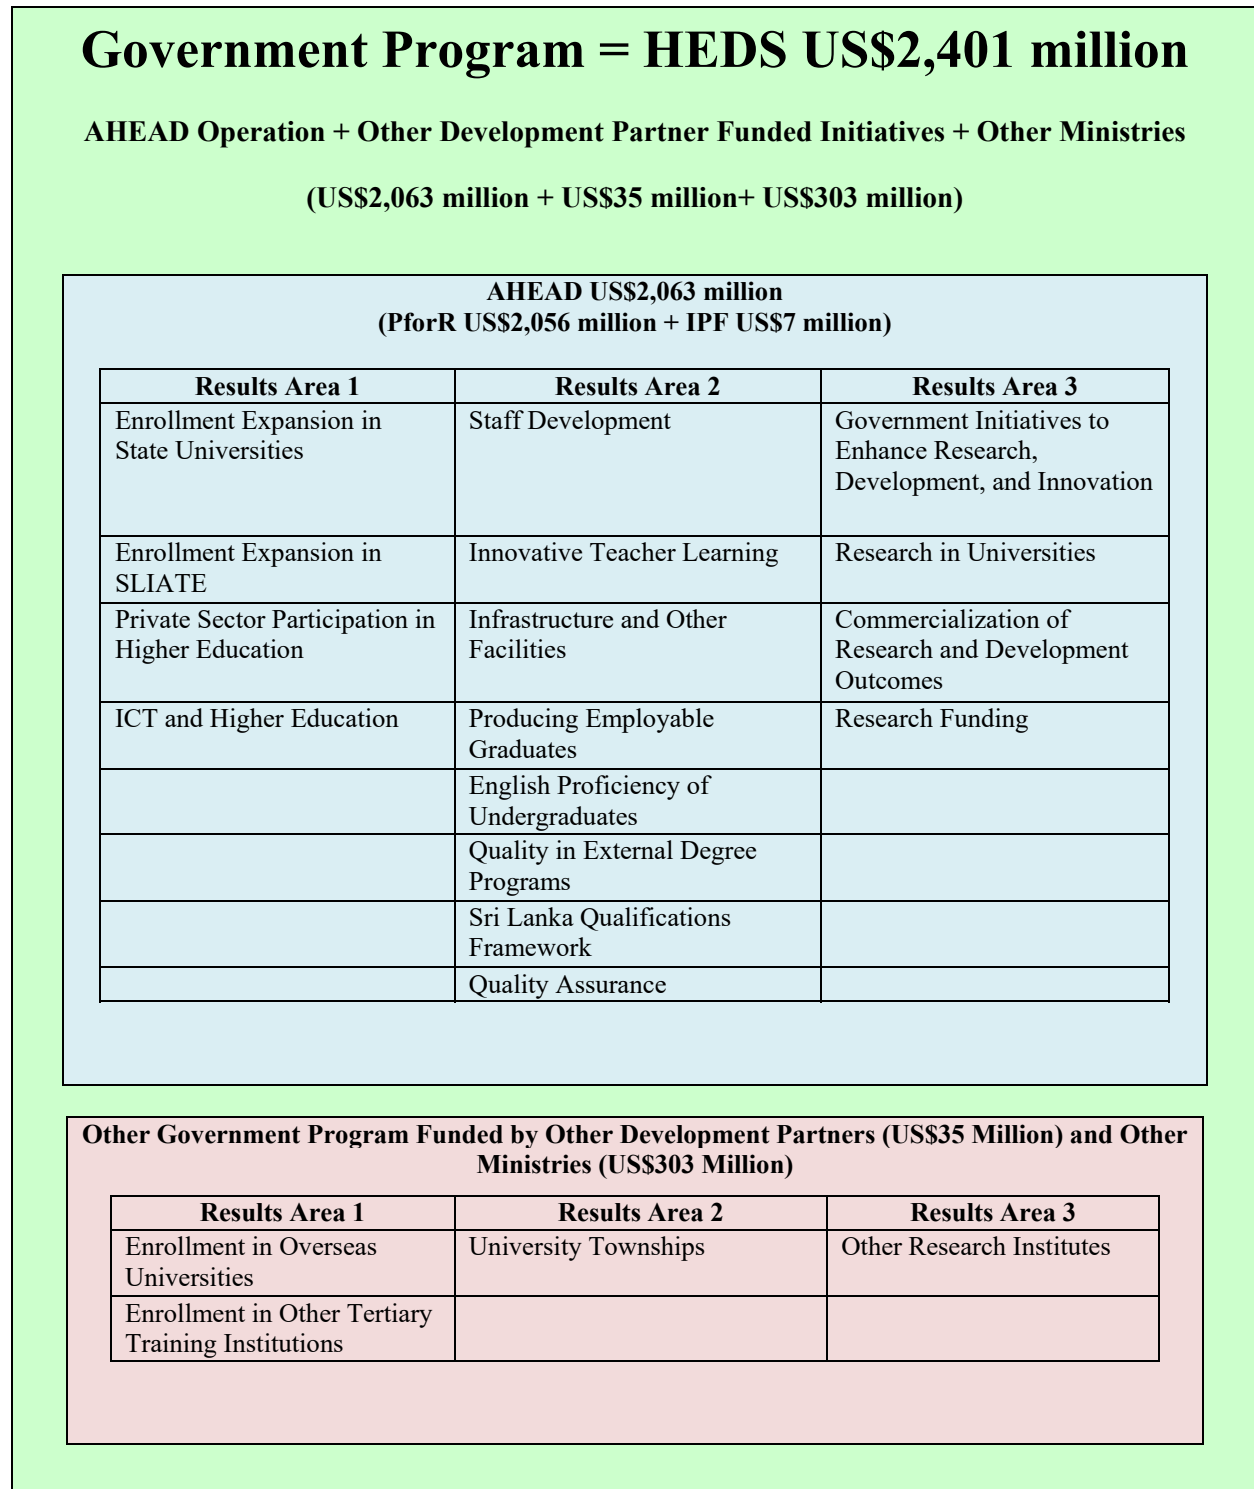 Government Program = HEDS US$2,401 million
AHEAD Operation + Other Development Partner Funded Initiatives + Other Ministries
(US$2,063 million + US$35 million+ US$303 million)
AHEAD US$2,063 million
(PforR US$2,056 million + IPF US$7 million)
Results Area 1
Results Area 2
Results Area 3
Enrollment Expansion in
State Universities
Staff Development
Government Initiatives to
Enhance Research,
Development, and Innovation
Enrollment Expansion in
SLIATE
Innovative Teacher Learning
Research in Universities
Private Sector Participation in
Higher Education
Infrastructure and Other
Facilities
Commercialization of
Research and Development
Outcomes
ICT and Higher Education
Producing Employable
Graduates
Research Funding
English Proficiency of
Undergraduates
Quality in External Degree
Programs
Sri Lanka Qualifications
Framework
Quality Assurance
Other Government Program Funded by Other Development Partners (US$35 Million) and Other
Ministries (US$303 Million)
Results Area 1
Results Area 2
Results Area 3
Enrollment in Overseas
Universities
University Townships
Other Research Institutes
Enrollment in Other Tertiary
Training Institutions